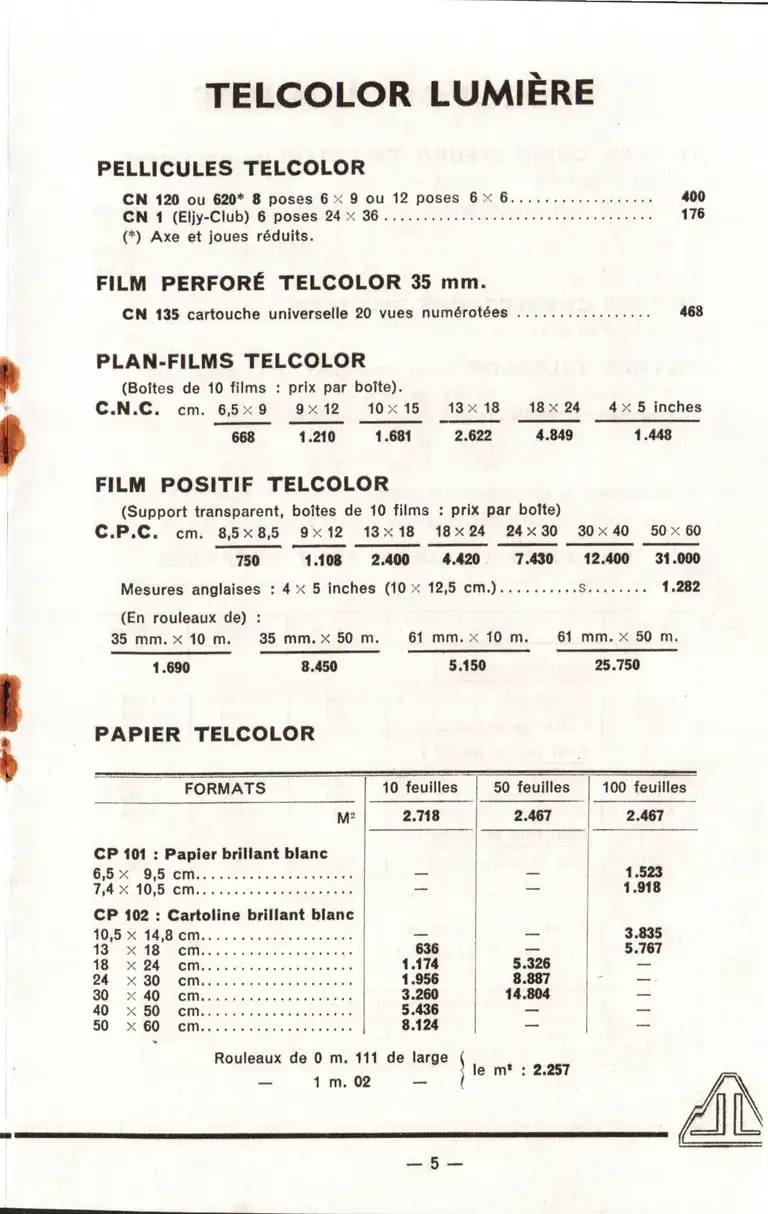 TELCOLOR LUMIÈRE
PELLICULES TELCOLOR
CN 120 ou 620* 8 poses 6 × 9 ou 12 poses 6 × 6.................. 400
CN 1 (Eljy-Club) 6 poses 24 × 36.................................. 176
(*) Axe et joues réduits.
FILM PERFORÉ TELCOLOR 35 mm.
CN 135 cartouche universelle 20 vues numérotées ................. 468
PLAN-FILMS TELCOLOR
(Boîtes de 10 films : prix par boîte).
C.N.C. cm. 6,5 × 9 9 × 12 10 × 15 13 × 18 18 × 24 4 × 5 inches
668 1.210 1.681 2.622 4.849 1.448
FILM POSITIF TELCOLOR
(Support transparent, boîtes de 10 films : prix par boîte)
C.P.C. cm. 8,5 × 8,5 9 × 12 13 × 18 18 × 24 24 × 30 30 × 40 50 × 60
750 1.108 2.400 4.420 7.430 12.400 31.000
Mesures anglaises : 4 × 5 inches (10 × 12,5 cm.)..........s........ 1.282
(En rouleaux de) :
35 mm. × 10 m. 35 mm. × 50 m. 61 mm. × 10 m. 61 mm. × 50 m.
1.690 8.450 5.150 25.750
PAPIER TELCOLOR
FORMATS 10 feuilles 50 feuilles 100 feuilles
M² 2.718 2.467 2.467
CP 101 : Papier brillant blanc
6,5 × 9,5 cm..................... — — 1.523
7,4 × 10,5 cm..................... — — 1.918
CP 102 : Cartoline brillant blanc
10,5 × 14,8 cm.................... — — 3.835
13 × 18 cm.................... 636 — 5.767
18 × 24 cm.................... 1.174 5.326 —
24 × 30 cm.................... 1.956 8.887 —
30 × 40 cm.................... 3.260 14.804 —
40 × 50 cm.................... 5.436 — —
50 × 60 cm.................... 8.124 — —
Rouleaux de 0 m. 111 de large
le m² : 2.257
— 1 m. 02 —
JL
— 5 —